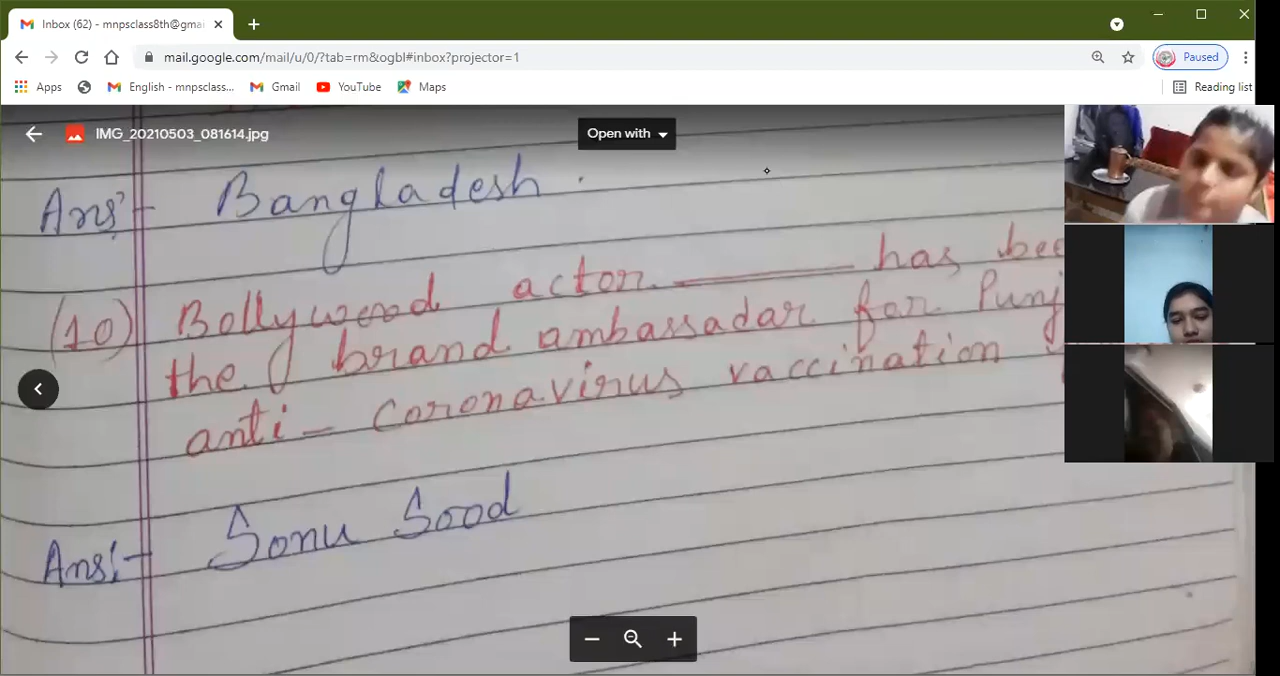 Inbox (62) - mnpsclass8th@gmai
mail.google.com/mail/u/0/?tab=rm&ogbl#inbox?projector=1
Paused
Apps
English - mnpsclass...
Gmail
YouTube
Maps
Reading list
IMG_20210503_081614.jpg
Open with
Ans:- Bangladesh.
(10) Bollywood actor ______ has bee
the brand ambassadar for Punj
anti - coronavirus vaccination
Ans:- Sonu Sood